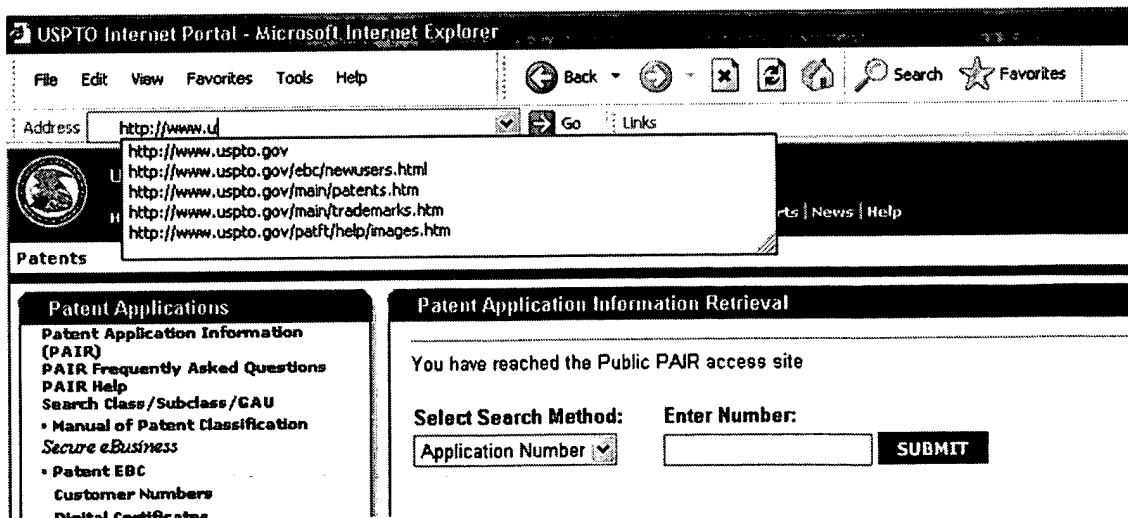 USPTO Internet Portal - Microsoft Internet Explorer
File Edit View Favorites Tools Help Back Search Favorites
Address http://www.u Go Links
http://www.uspto.gov
http://www.uspto.gov/ebc/newusers.html
http://www.uspto.gov/main/patents.htm
http://www.uspto.gov/main/trademarks.htm
http://www.uspto.gov/patft/help/images.htm
U
H
rts | News | Help
Patents
Patent Applications
Patent Application Information
(PAIR)
PAIR Frequently Asked Questions
PAIR Help
Search Class/Subclass/GAU
• Manual of Patent Classification
Secure eBusiness
• Patent EBC
Customer Numbers
Digital Certificates
Patent Application Information Retrieval
You have reached the Public PAIR access site
Select Search Method: Enter Number:
Application Number SUBMIT